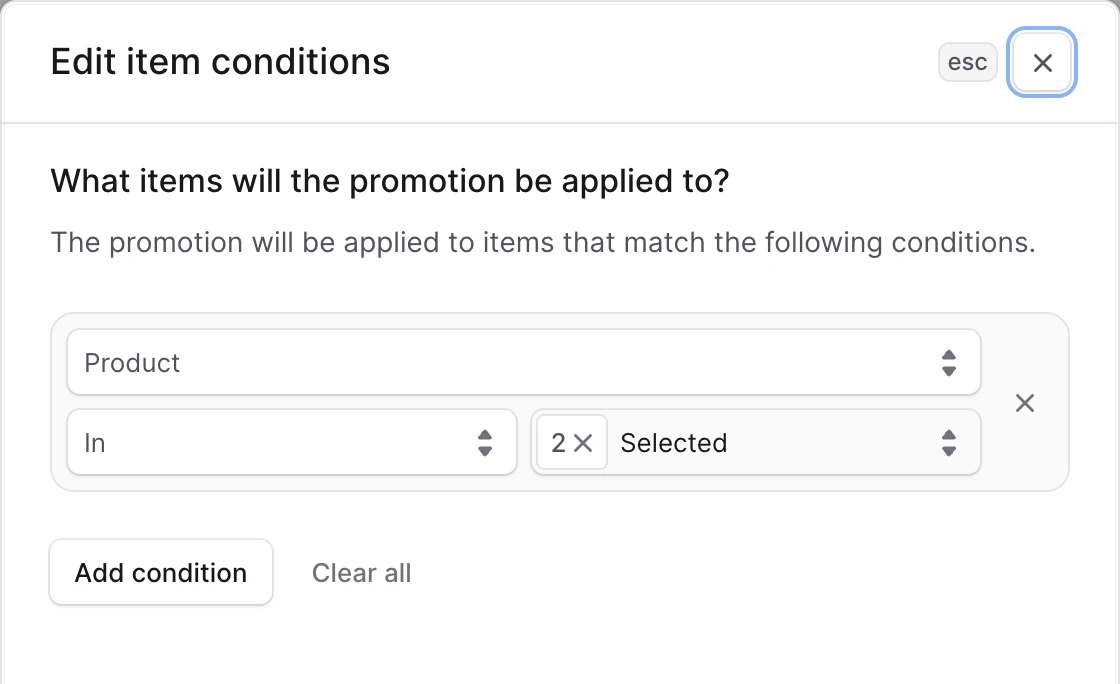 Edit item conditions esc
What items will the promotion be applied to?
The promotion will be applied to items that match the following conditions.
Product
In 2 Selected
Add condition Clear all